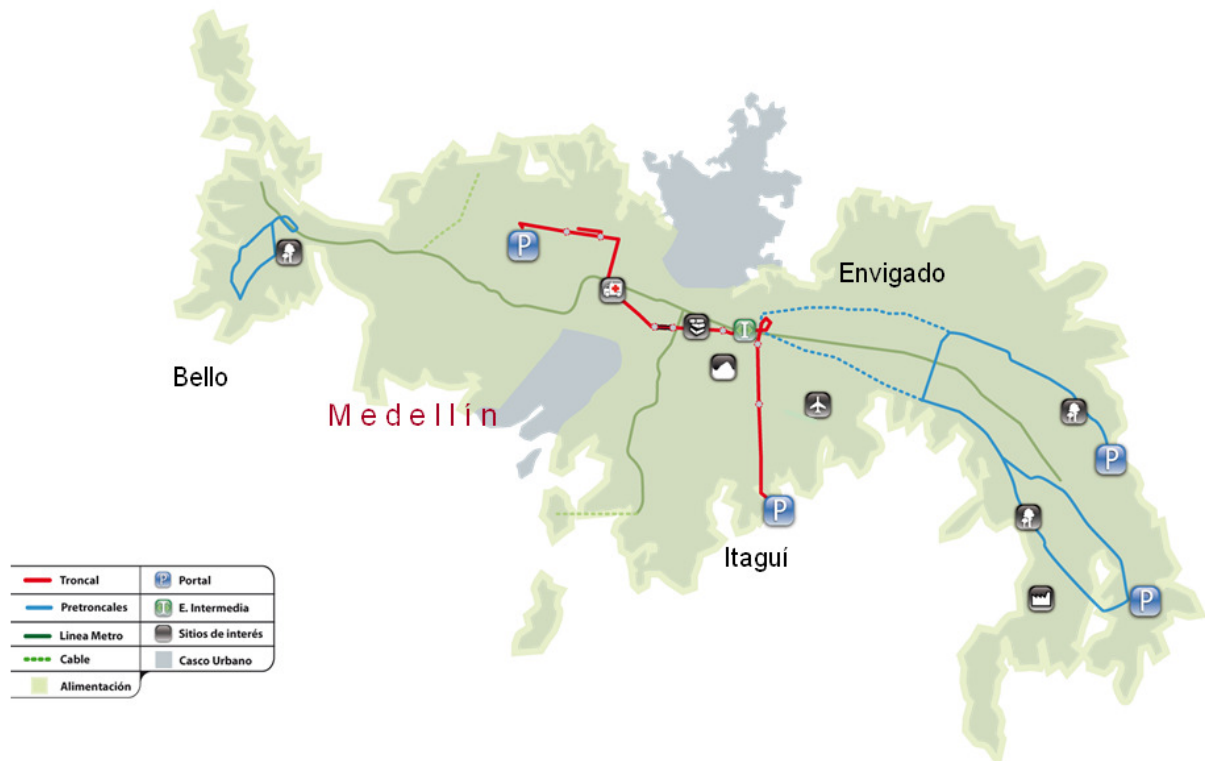 Envigado
Bello
Medellín
Itaguí
Troncal
P Portal
Pretroncales
I E. Intermedia
Linea Metro
Sitios de interés
Cable
Casco Urbano
Alimentación
P
I
P
P
P